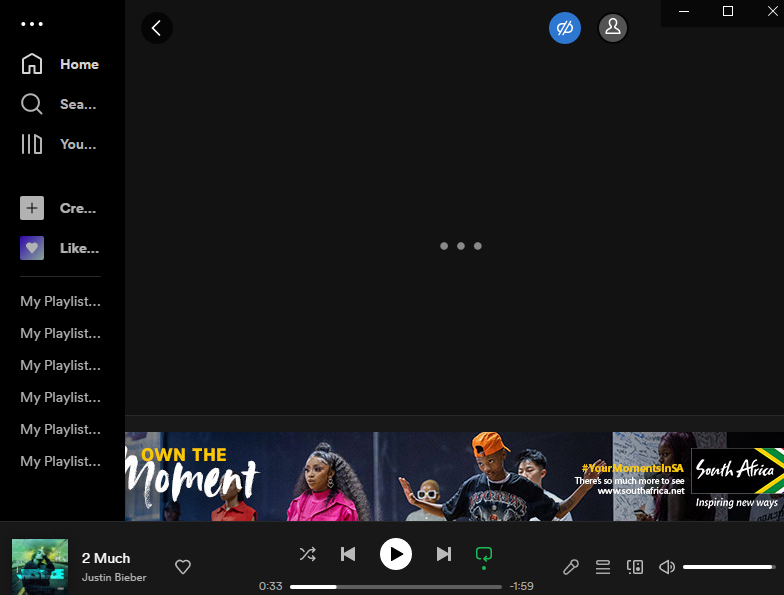 Home
Sea...
You...
Cre...
Like...
My Playlist...
My Playlist...
My Playlist...
My Playlist...
My Playlist...
My Playlist...
OWN THE
Moment
#YourMomentsInSA
There's so much more to see
www.southafrica.net
South Africa
Inspiring new ways
2 Much
Justin Bieber
0:33
-1:59